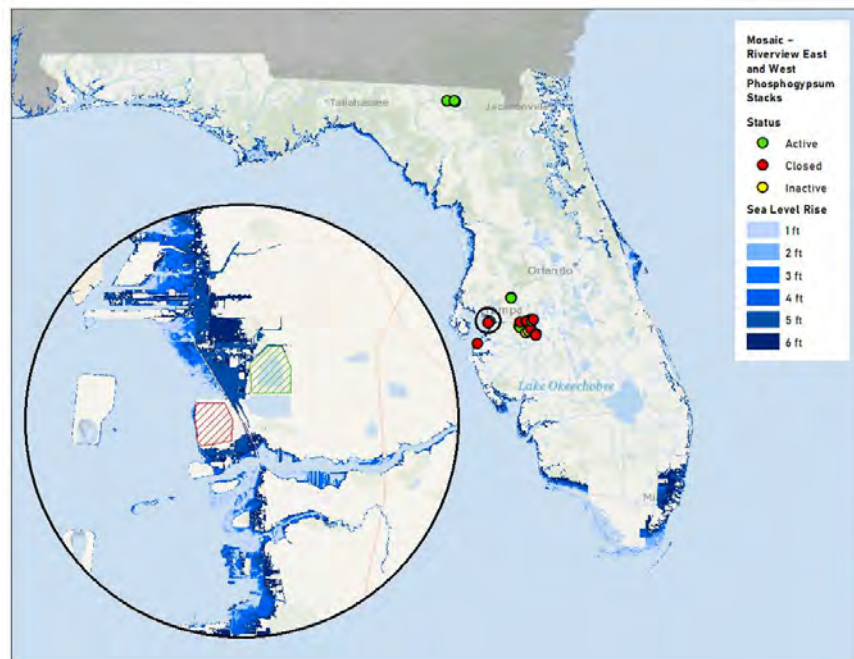 Mosaic –
Riverview East
and West
Phosphogypsum
Stacks
Status
Active
Closed
Inactive
Sea Level Rise
1 ft
2 ft
3 ft
4 ft
5 ft
6 ft
Tallahassee
Jacksonville
Orlando
Lake Okeechobee